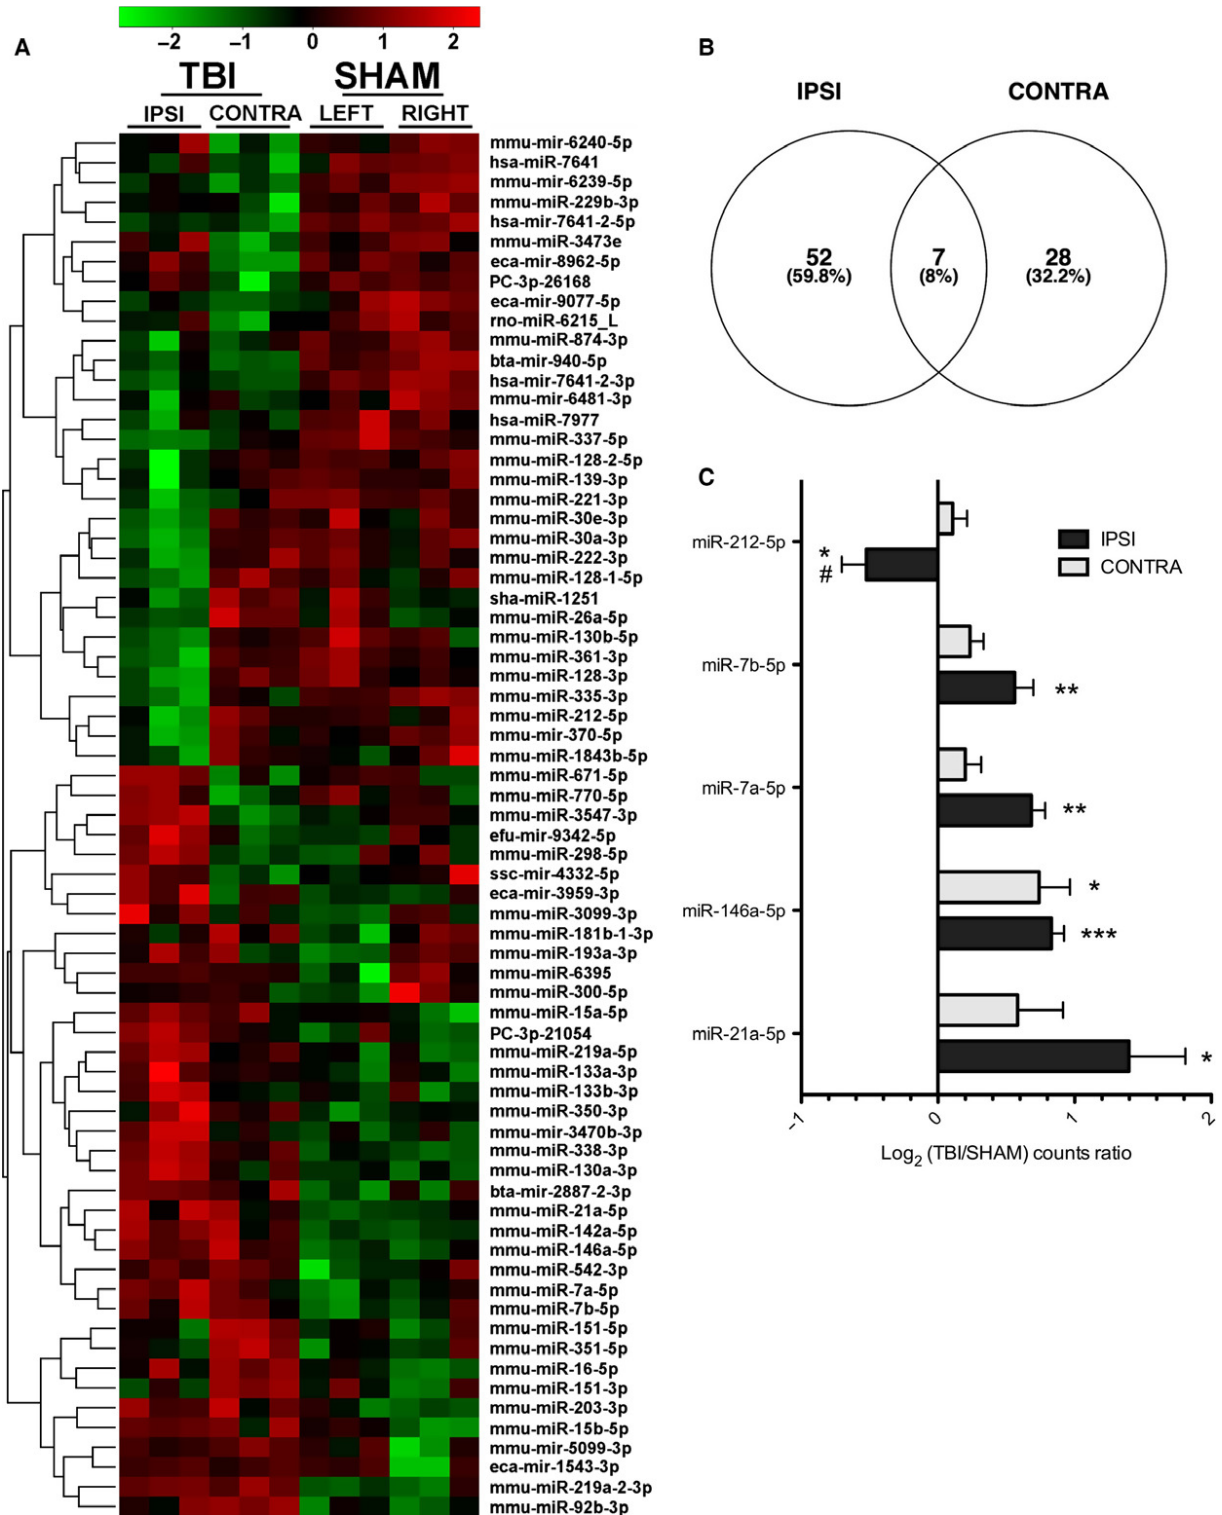 A
−2 −1 0 1 2
TBI SHAM
IPSI CONTRA LEFT RIGHT
mmu-mir-6240-5p
hsa-miR-7641
mmu-mir-6239-5p
mmu-miR-229b-3p
hsa-mir-7641-2-5p
mmu-miR-3473e
eca-mir-8962-5p
PC-3p-26168
eca-mir-9077-5p
rno-miR-6215_L
mmu-miR-874-3p
bta-mir-940-5p
hsa-mir-7641-2-3p
mmu-mir-6481-3p
hsa-miR-7977
mmu-miR-337-5p
mmu-miR-128-2-5p
mmu-miR-139-3p
mmu-miR-221-3p
mmu-miR-30e-3p
mmu-miR-30a-3p
mmu-miR-222-3p
mmu-miR-128-1-5p
sha-miR-1251
mmu-miR-26a-5p
mmu-miR-130b-5p
mmu-miR-361-3p
mmu-miR-128-3p
mmu-miR-335-3p
mmu-miR-212-5p
mmu-mir-370-5p
mmu-miR-1843b-5p
mmu-miR-671-5p
mmu-miR-770-5p
mmu-miR-3547-3p
efu-mir-9342-5p
mmu-miR-298-5p
ssc-mir-4332-5p
eca-miR-3959-3p
mmu-miR-3099-3p
mmu-miR-181b-1-3p
mmu-miR-193a-3p
mmu-miR-6395
mmu-miR-300-5p
mmu-miR-15a-5p
PC-3p-21054
mmu-miR-219a-5p
mmu-miR-133a-3p
mmu-miR-133b-3p
mmu-miR-350-3p
mmu-mir-3470b-3p
mmu-miR-338-3p
mmu-miR-130a-3p
bta-mir-2887-2-3p
mmu-miR-21a-5p
mmu-miR-142a-5p
mmu-miR-146a-5p
mmu-miR-542-3p
mmu-miR-7a-5p
mmu-miR-7b-5p
mmu-miR-151-5p
mmu-miR-351-5p
mmu-miR-16-5p
mmu-miR-151-3p
mmu-miR-203-3p
mmu-miR-15b-5p
mmu-mir-5099-3p
eca-mir-1543-3p
mmu-miR-219a-2-3p
mmu-miR-92b-3p
B
IPSI CONTRA
52 7 28
(59.8%) (8%) (32.2%)
C
IPSI
CONTRA
miR-212-5p
*
#
miR-7b-5p
**
miR-7a-5p
**
miR-146a-5p
*
***
miR-21a-5p
*
-1 0 1 2
Log2 (TBI/SHAM) counts ratio